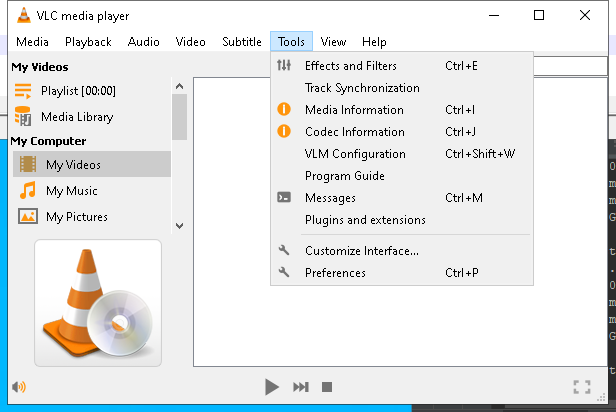 VLC media player
Media Playback Audio Video Subtitle Tools View Help
My Videos
Playlist [00:00]
Media Library
My Computer
My Videos
My Music
My Pictures
Effects and Filters Ctrl+E
Track Synchronization
Media Information Ctrl+I
Codec Information Ctrl+J
VLM Configuration Ctrl+Shift+W
Program Guide
Messages Ctrl+M
Plugins and extensions
Customize Interface...
Preferences Ctrl+P